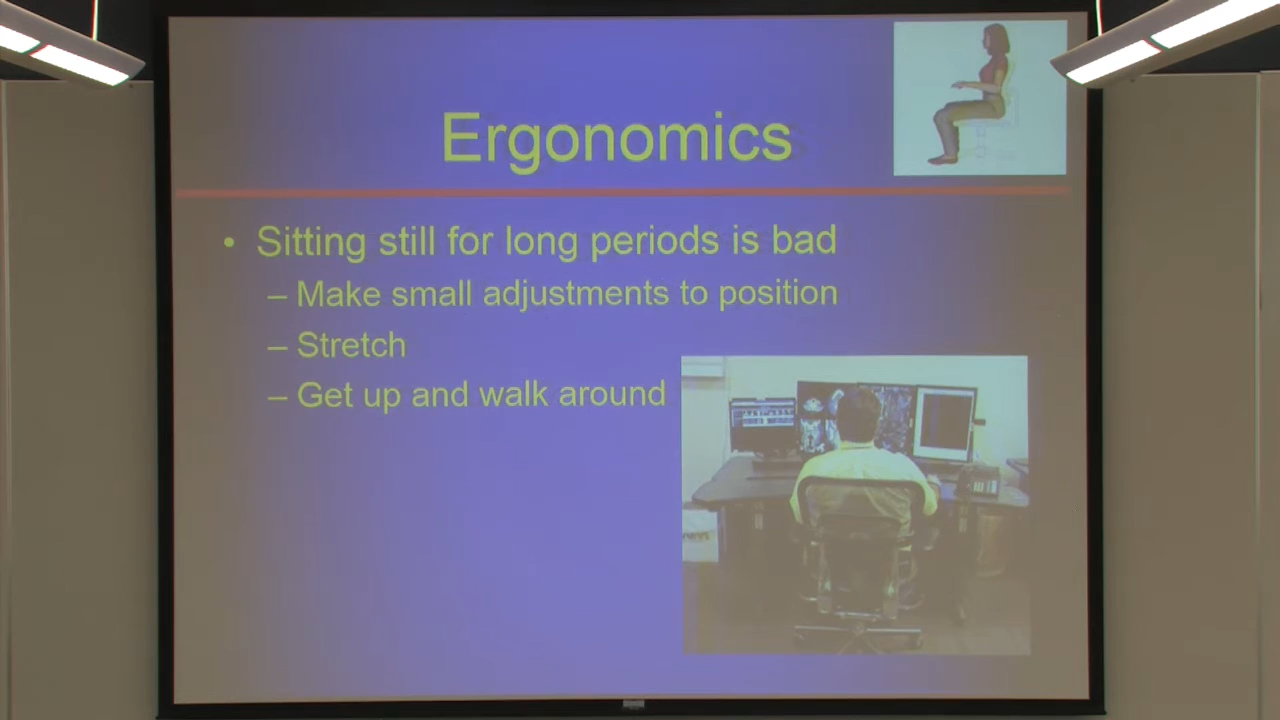 Ergonomics
• Sitting still for long periods is bad
– Make small adjustments to position
– Stretch
– Get up and walk around